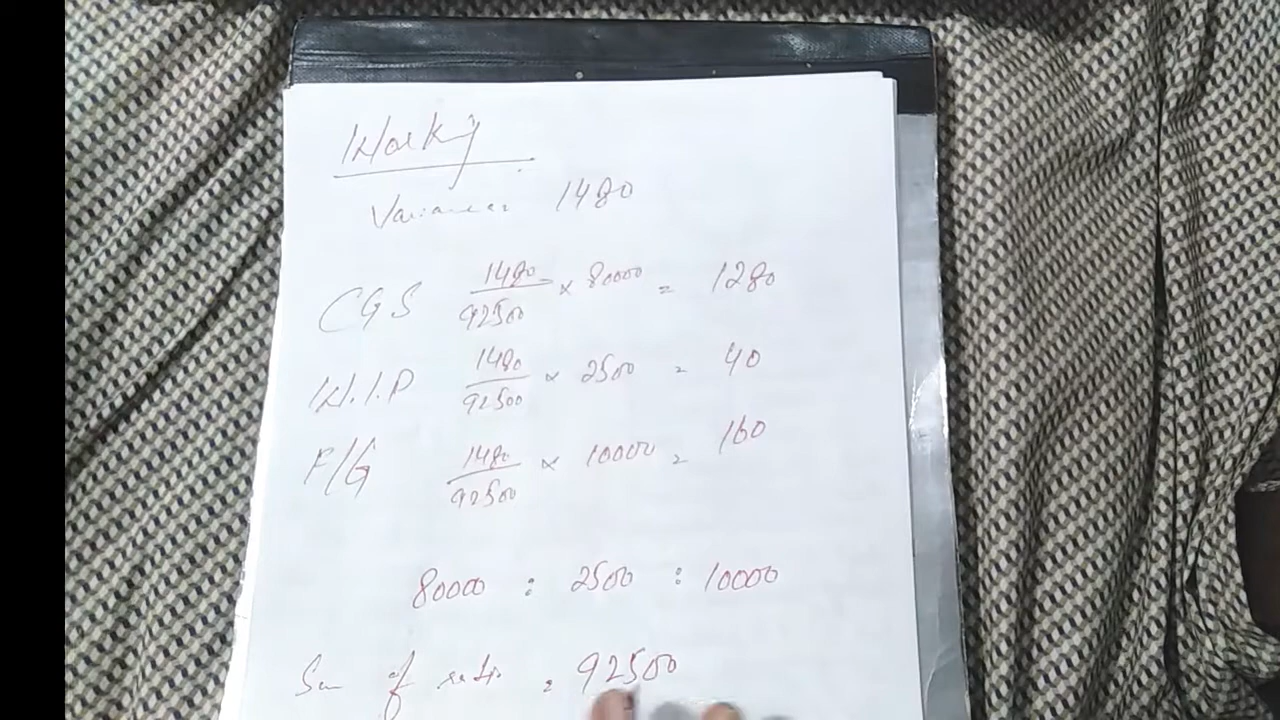 Working
Variances 1480
CGS 1480/92500 × 80000 = 1280
W.I.P 1480/92500 × 2500 = 40
F/G 1480/92500 × 10000 = 160
80000 : 2500 : 10000
Sum of ratio = 92500